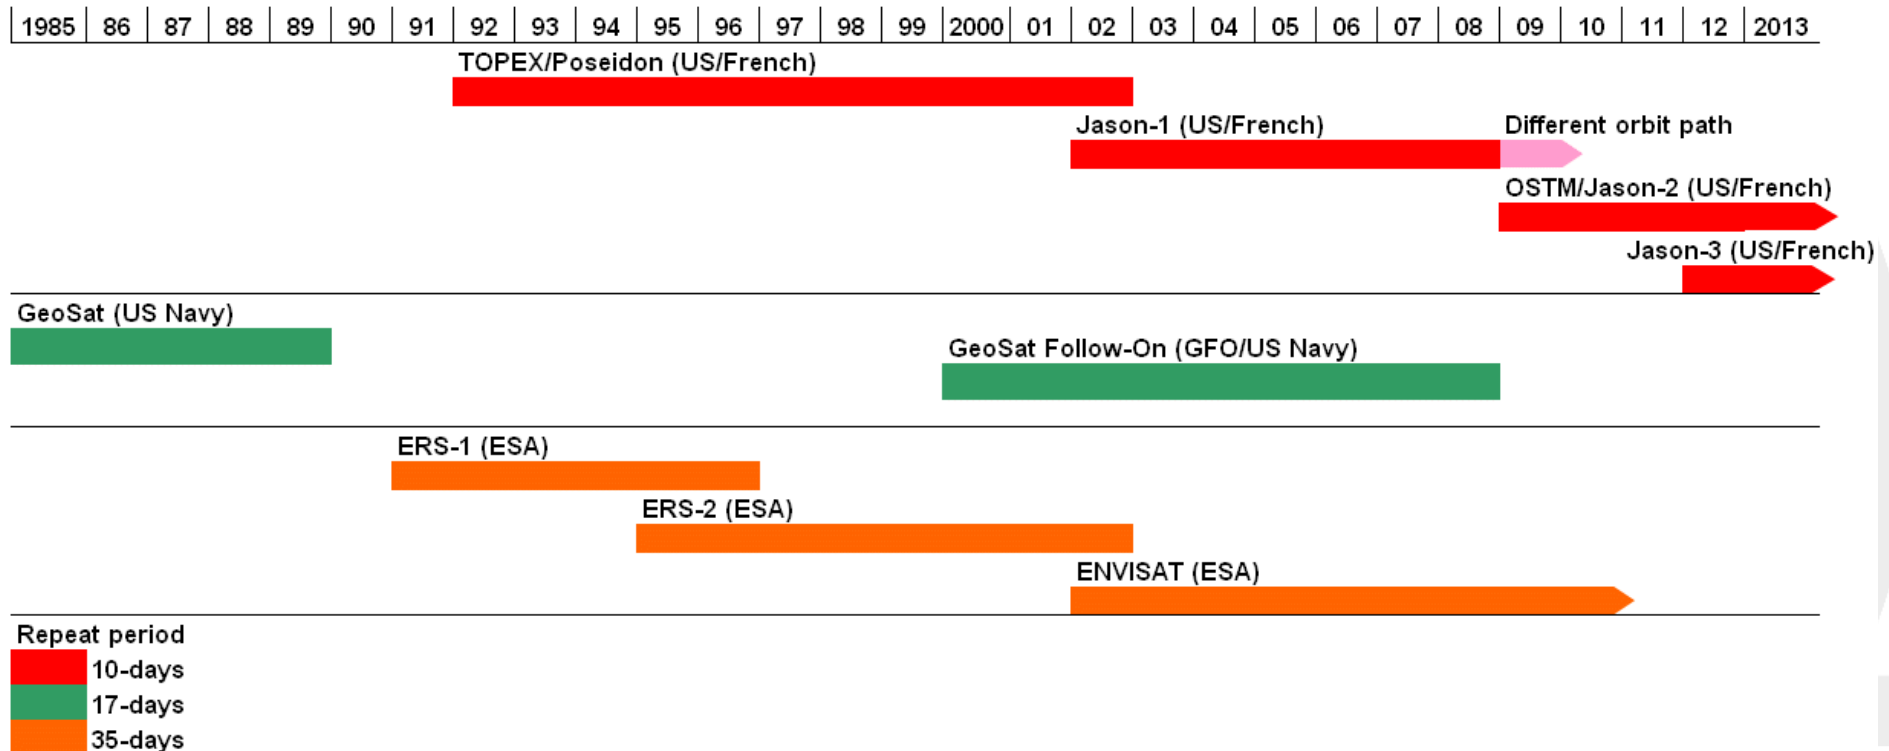 1985 86 87 88 89 90 91 92 93 94 95 96 97 98 99 2000 01 02 03 04 05 06 07 08 09 10 11 12 2013
TOPEX/Poseidon (US/French)
Jason-1 (US/French) Different orbit path
OSTM/Jason-2 (US/French)
Jason-3 (US/French)
GeoSat (US Navy)
GeoSat Follow-On (GFO/US Navy)
ERS-1 (ESA)
ERS-2 (ESA)
ENVISAT (ESA)
Repeat period
10-days
17-days
35-days